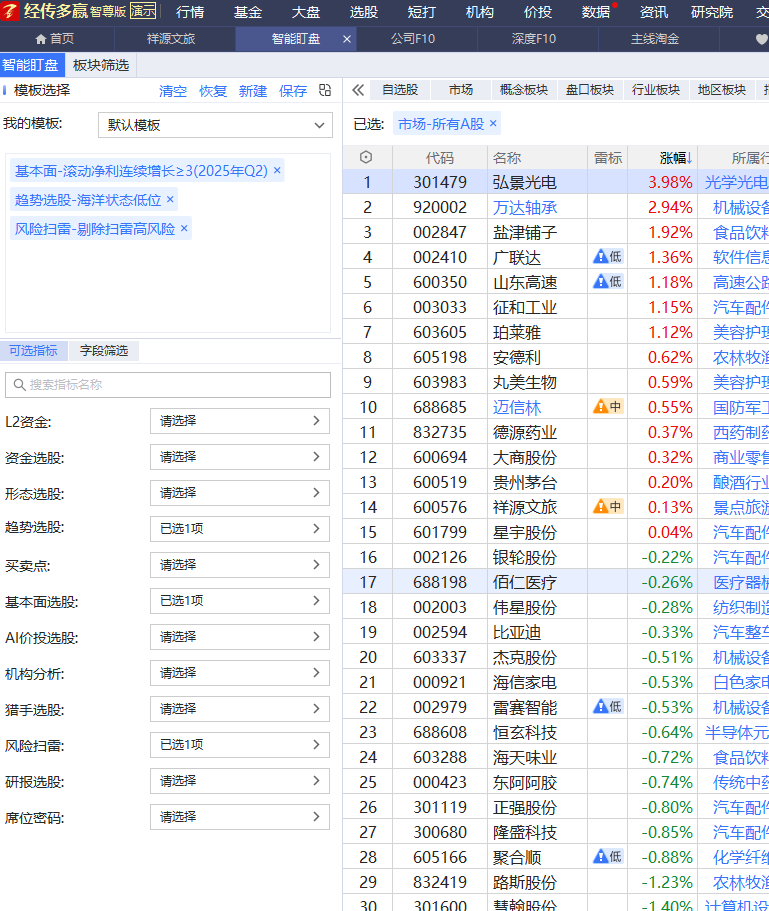 经传多赢 智尊版 演示 行情 基金 大盘 选股 短打 机构 价投 数据 资讯 研究院 交
首页 祥源文旅 智能盯盘 × 公司F10 深度F10 主线淘金
智能盯盘 板块筛选
模板选择 清空 恢复 新建 保存
我的模板: 默认模板
基本面-滚动净利连续增长≥3(2025年Q2) ×
趋势选股-海洋状态低位 ×
风险扫雷-剔除扫雷高风险 ×
可选指标 字段筛选
搜索指标名称
L2资金: 请选择
资金选股: 请选择
形态选股: 请选择
趋势选股: 已选1项
买卖点: 请选择
基本面选股: 已选1项
AI价投选股: 请选择
机构分析: 请选择
猎手选股: 请选择
风险扫雷: 已选1项
研报选股: 请选择
席位密码: 请选择
自选股 市场 概念板块 盘口板块 行业板块 地区板块
已选: 市场-所有A股 ×
代码 名称 雷标 涨幅↓ 所属行
1 301479 弘景光电 3.98% 光学光电
2 920002 万达轴承 2.94% 机械设备
3 002847 盐津铺子 1.92% 食品饮料
4 002410 广联达 低 1.36% 软件信息
5 600350 山东高速 低 1.18% 高速公路
6 003033 征和工业 1.15% 汽车配件
7 603605 珀莱雅 1.12% 美容护理
8 605198 安德利 0.62% 农林牧渔
9 603983 丸美生物 0.59% 美容护理
10 688685 迈信林 中 0.55% 国防军工
11 832735 德源药业 0.37% 西药制药
12 600694 大商股份 0.32% 商业零售
13 600519 贵州茅台 0.20% 酿酒行业
14 600576 祥源文旅 中 0.13% 景点旅游
15 601799 星宇股份 0.04% 汽车配件
16 002126 银轮股份 -0.22% 汽车配件
17 688198 佰仁医疗 -0.26% 医疗器械
18 002003 伟星股份 -0.28% 纺织制造
19 002594 比亚迪 -0.33% 汽车整车
20 603337 杰克股份 -0.51% 机械设备
21 000921 海信家电 -0.53% 白色家电
22 002979 雷赛智能 低 -0.53% 机械设备
23 688608 恒玄科技 -0.64% 半导体元
24 603288 海天味业 -0.72% 食品饮料
25 000423 东阿阿胶 -0.74% 传统中药
26 301119 正强股份 -0.80% 汽车配件
27 300680 隆盛科技 -0.85% 汽车配件
28 605166 聚合顺 低 -0.88% 化学纤维
29 832419 路斯股份 -1.23% 农林牧渔
30 301600 慧翰股份 -1.40% 计算机设